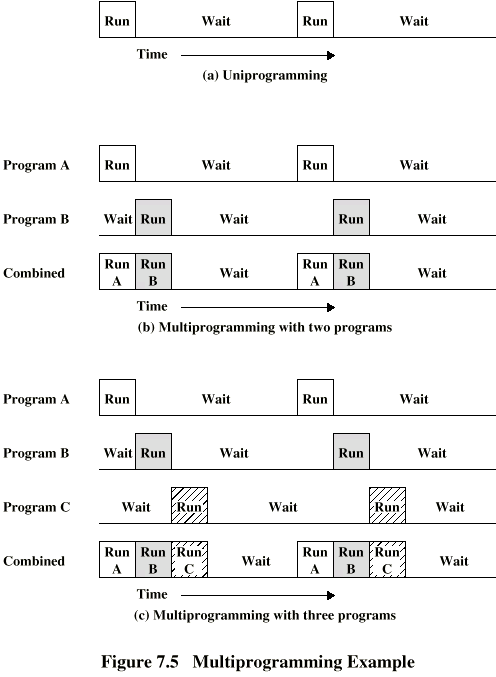 Run Wait Run Wait
Time
(a) Uniprogramming
Program A Run Wait Run Wait
Program B Wait Run Wait Run Wait
Combined Run A Run B Wait Run A Run B Wait
Time
(b) Multiprogramming with two programs
Program A Run Wait Run Wait
Program B Wait Run Wait Run Wait
Program C Wait Run Wait Run Wait
Combined Run A Run B Run C Wait Run A Run B Run C Wait
Time
(c) Multiprogramming with three programs
Figure 7.5 Multiprogramming Example